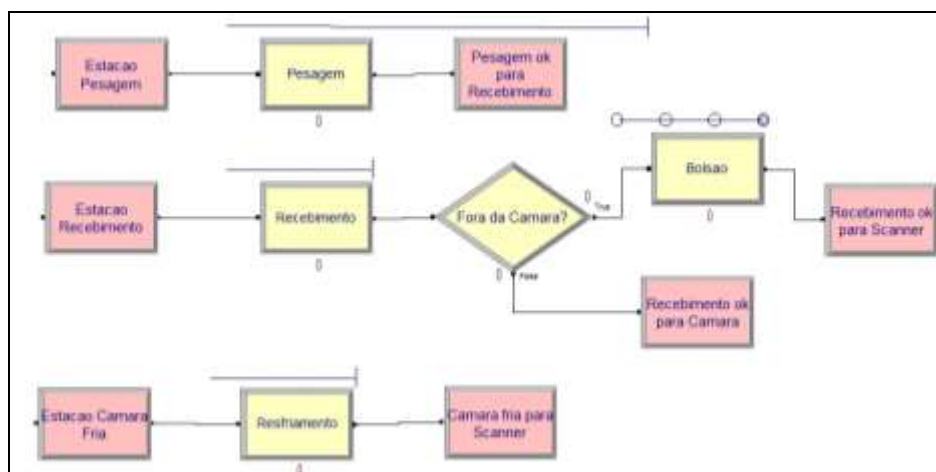 Estacao
Pesagem
Pesagem
0
Pesagem ok
para
Recebimento
Bolsao
0
Estacao
Recebimento
Recebimento
0
Fora da Camara?
0
True
0
False
Recebimento ok
para Scanner
Recebimento ok
para Camara
Estacao Camara
Fria
Resfriamento
0
Camara fria para
Scanner